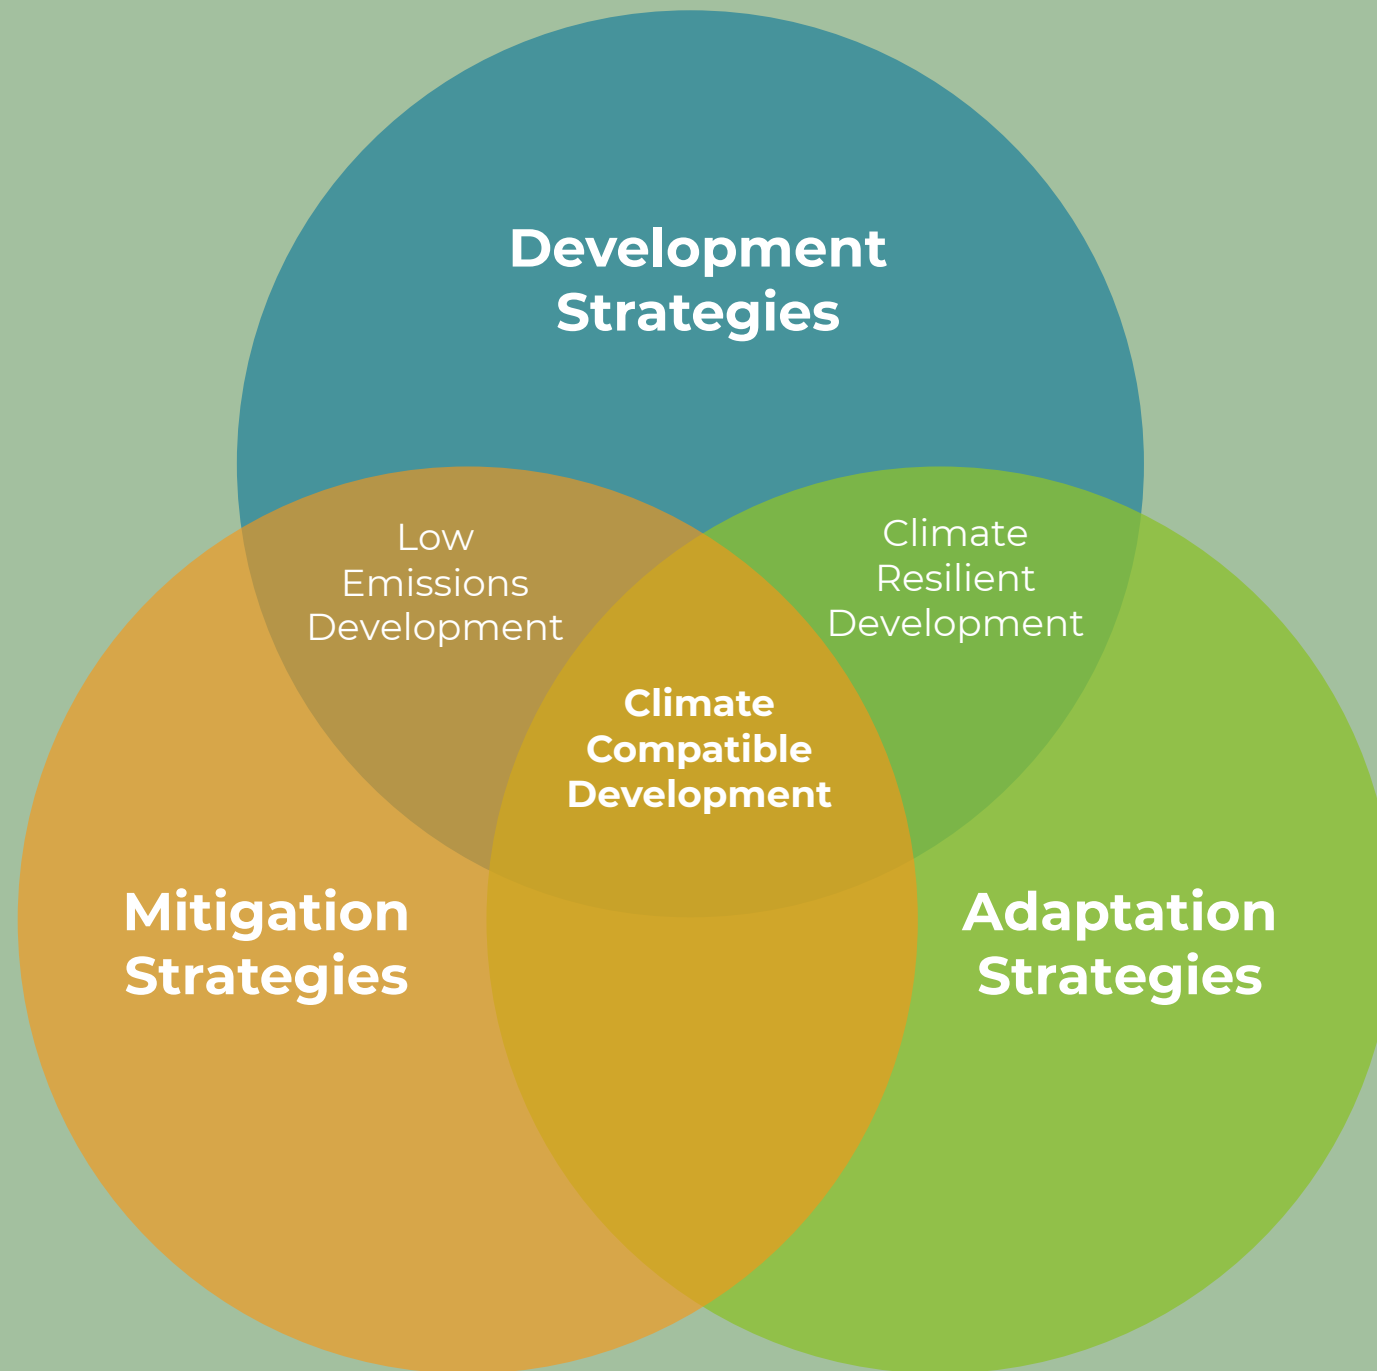 Development
Strategies
Low
Emissions
Development
Climate
Resilient
Development
Climate
Compatible
Development
Mitigation
Strategies
Adaptation
Strategies